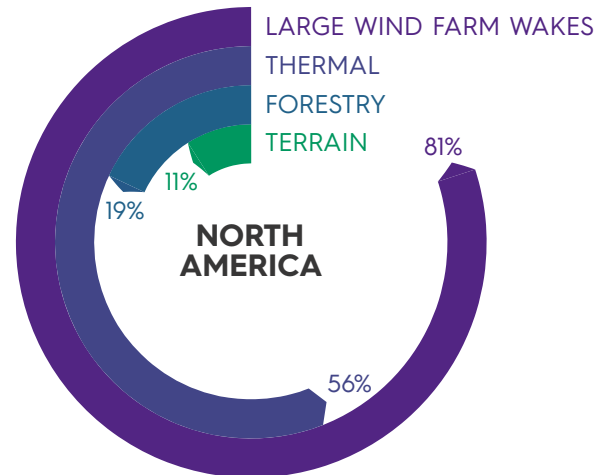 LARGE WIND FARM WAKES
THERMAL
FORESTRY
TERRAIN
81%
11%
19%
NORTH
AMERICA
56%